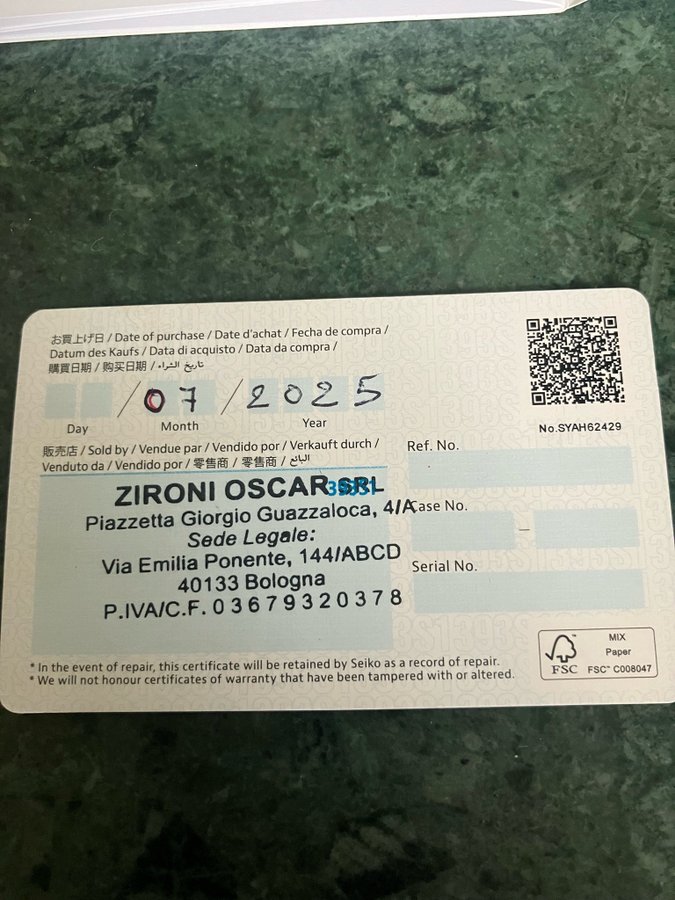 お買上げ日 / Date of purchase / Date d'achat / Fecha de compra /
Datum des Kaufs / Data di acquisto / Data da compra /
購買日期 / 购买日期 / تاريخ الشراء
/ 07 / 2025
Day Month Year
No.SYAH62429
販売店 / Sold by / Vendue par / Vendido por / Verkauft durch /
Venduto da / Vendido por / 零售商 / 零售商 / البائع
ZIRONI OSCAR SRL
Piazzetta Giorgio Guazzaloca, 4/A
Sede Legale:
Via Emilia Ponente, 144/ABCD
40133 Bologna
P.IVA/C.F. 03679320378
Ref. No.
Case No.
–
Serial No.
* In the event of repair, this certificate will be retained by Seiko as a record of repair.
* We will not honour certificates of warranty that have been tampered with or altered.
FSC
MIX
Paper
FSC™ C008047